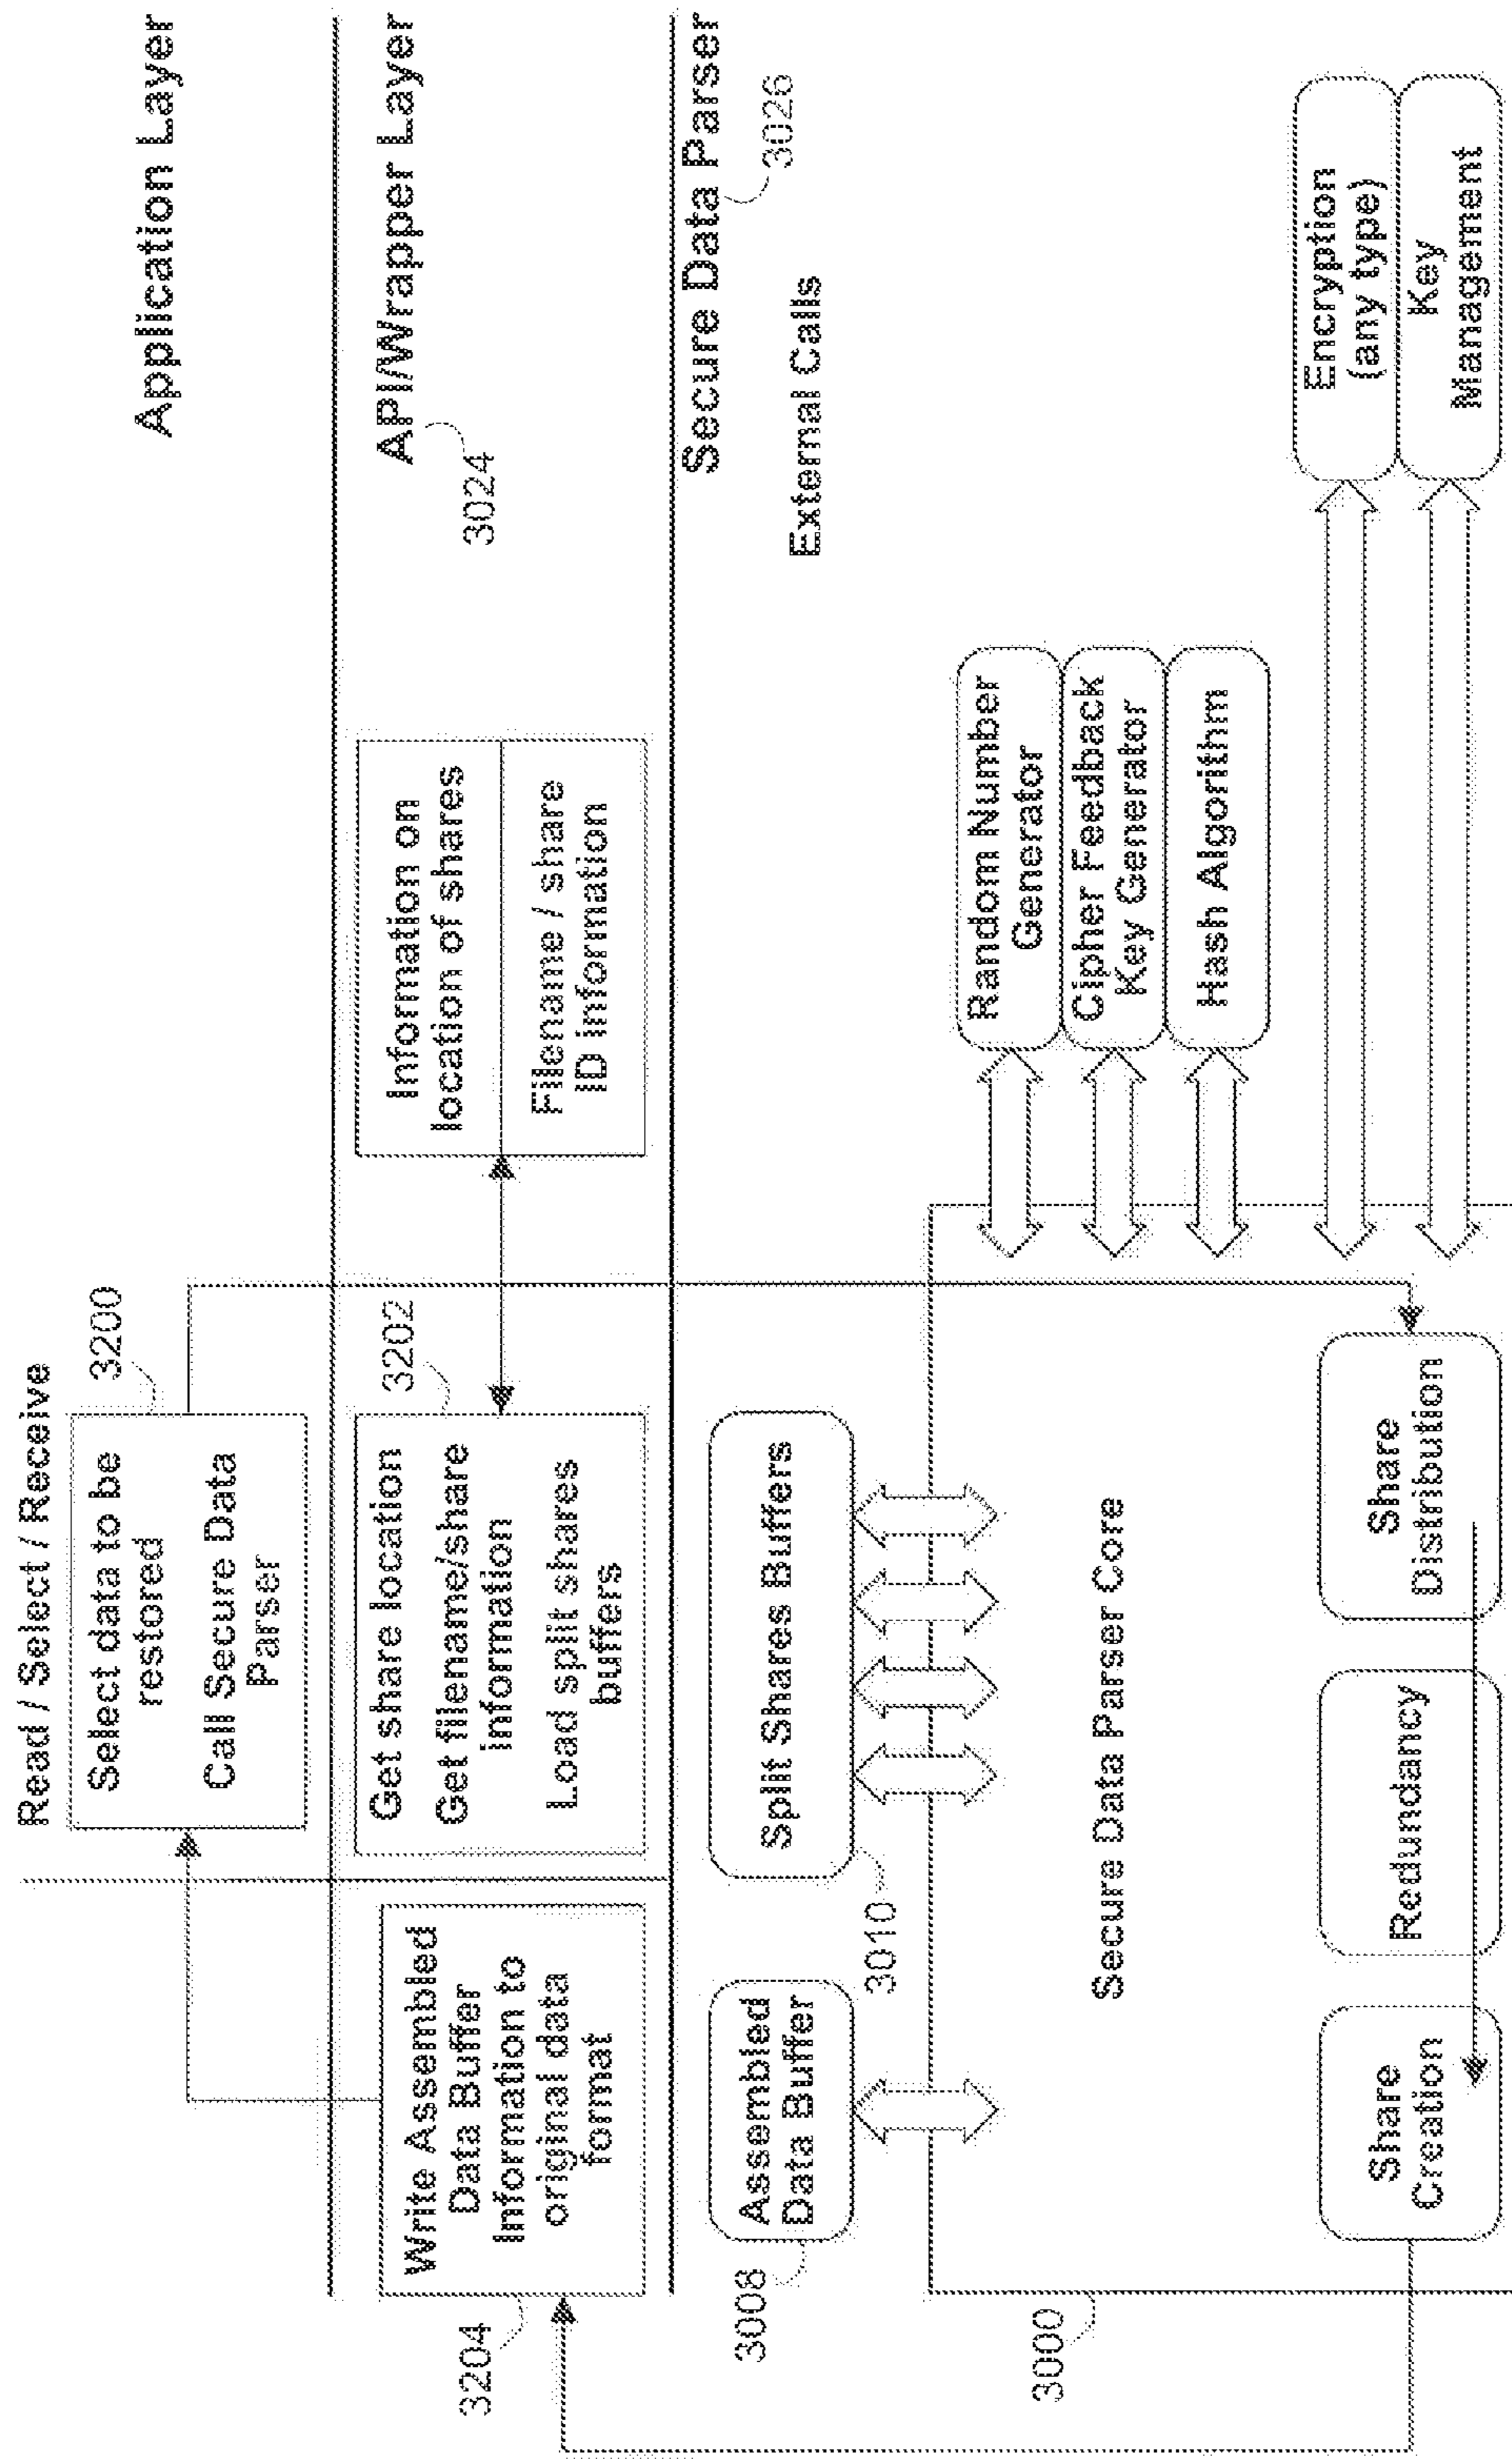 Read / Select / Receive
Application Layer
3200
Select data to be
restored
Call Secure Data
Parser
API/Wrapper Layer
3024
3204
Write Assembled
Data Buffer
Information to
original data
format
3202
Get share location
Get filename/share
information
Load split shares
buffers
Information on
location of shares
Filename / share
ID information
Secure Data Parser
3026
External Calls
3008
Assembled
Data Buffer
3010
Split Shares Buffers
3000
Secure Data Parser Core
Random Number
Generator
Cipher Feedback
Key Generator
Hash Algorithm
Share
Creation
Redundancy
Share
Distribution
Encryption
(any type)
Key
Management